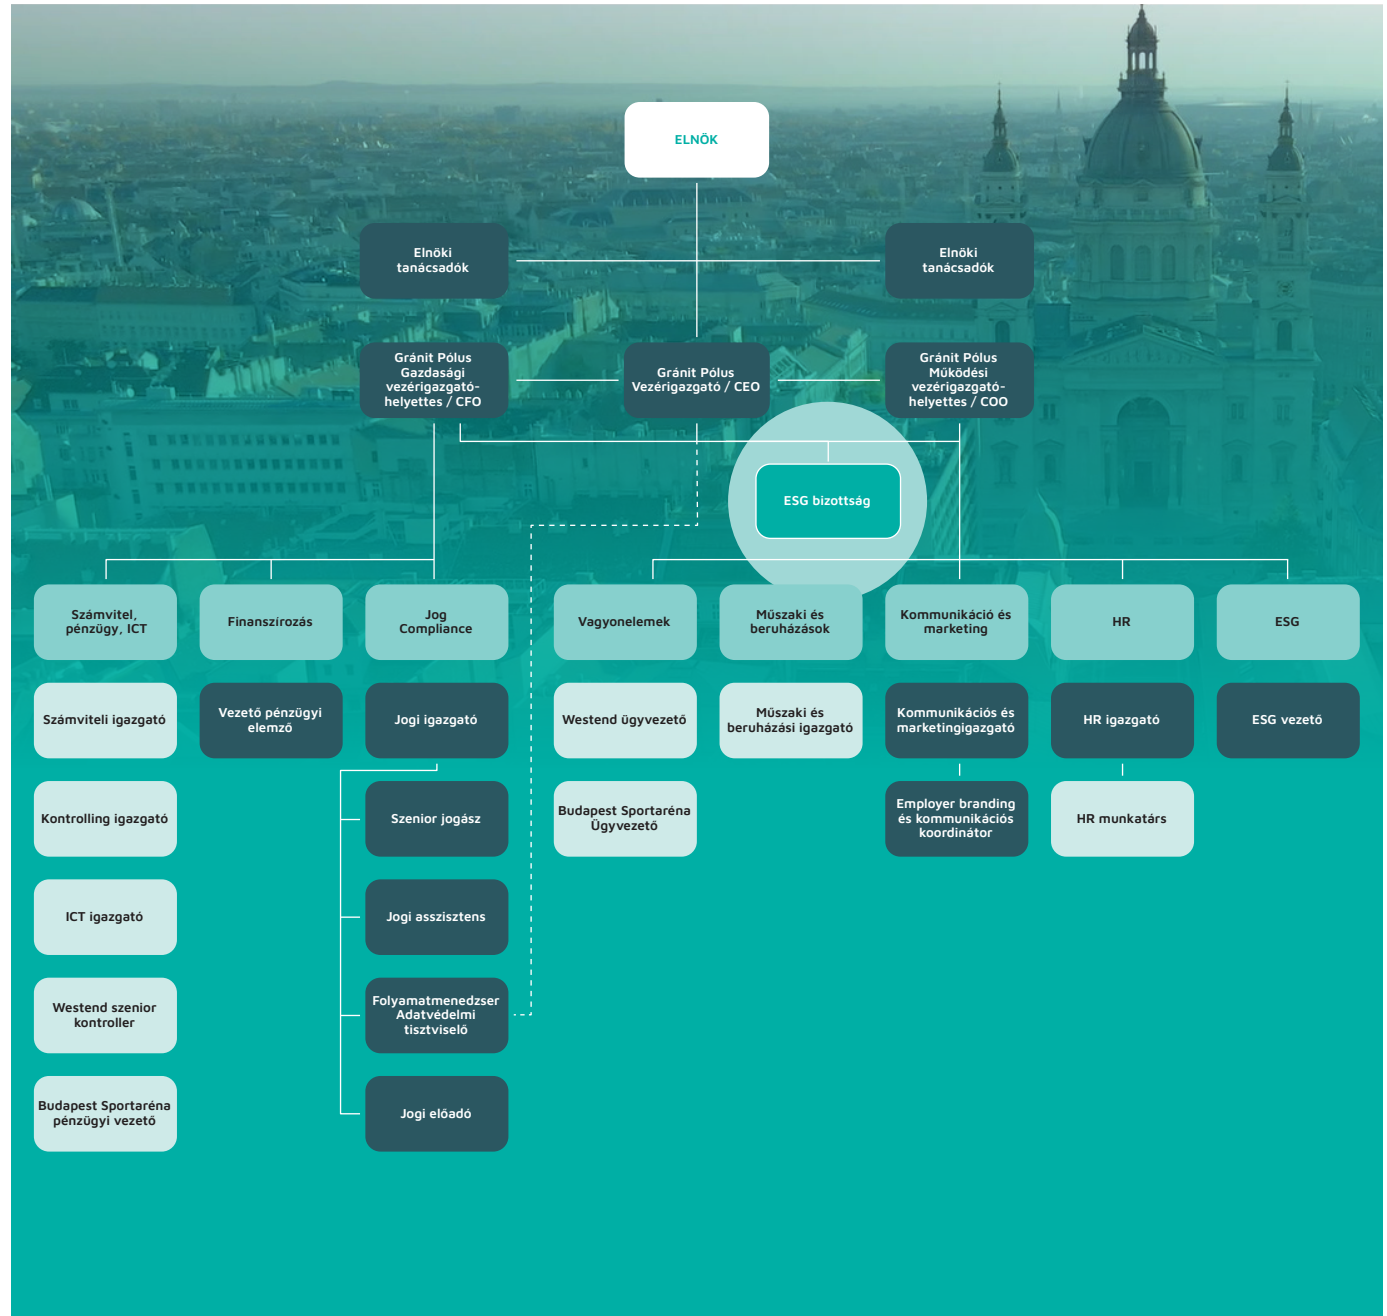 ELNÖK
Elnöki
tanácsadók
Elnöki
tanácsadók
Gránit Pólus
Gazdasági
vezérigazgató-
helyettes / CFO
Gránit Pólus
Vezérigazgató / CEO
Gránit Pólus
Működési
vezérigazgató-
helyettes / COO
ESG bizottság
Számvitel,
pénzügy, ICT
Finanszírozás
Jog
Compliance
Vagyonelemek
Műszaki és
beruházások
Kommunikáció és
marketing
HR
ESG
Számviteli igazgató
Vezető pénzügyi
elemző
Jogi igazgató
Westend ügyvezető
Műszaki és
beruházási igazgató
Kommunikációs és
marketingigazgató
HR igazgató
ESG vezető
Kontrolling igazgató
Szenior jogász
Budapest Sportaréna
Ügyvezető
Employer branding
és kommunikációs
koordinátor
HR munkatárs
ICT igazgató
Jogi asszisztens
Westend szenior
kontroller
Folyamatmenedzser
Adatvédelmi
tisztviselő
Budapest Sportaréna
pénzügyi vezető
Jogi előadó